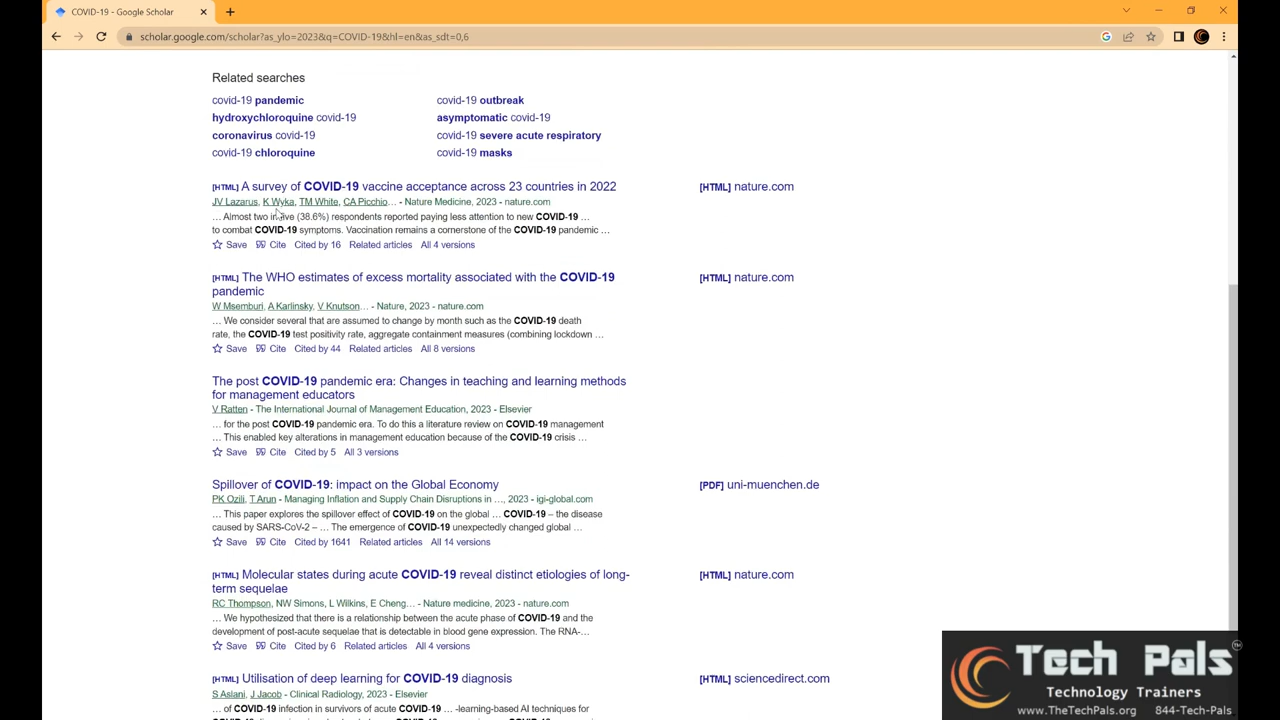 COVID-19 - Google Scholar
scholar.google.com/scholar?as_ylo=2023&q=COVID-19&hl=en&as_sdt=0,6
Related searches
covid-19 pandemic
covid-19 outbreak
hydroxychloroquine covid-19
asymptomatic covid-19
coronavirus covid-19
covid-19 severe acute respiratory
covid-19 chloroquine
covid-19 masks
[HTML] A survey of COVID-19 vaccine acceptance across 23 countries in 2022
[HTML] nature.com
JV Lazarus, K Wyka, TM White, CA Picchio… - Nature Medicine, 2023 - nature.com
… Almost two in five (38.6%) respondents reported paying less attention to new COVID-19 …
to combat COVID-19 symptoms. Vaccination remains a cornerstone of the COVID-19 pandemic …
Save Cite Cited by 16 Related articles All 4 versions
[HTML] The WHO estimates of excess mortality associated with the COVID-19
pandemic
[HTML] nature.com
W Msemburi, A Karlinsky, V Knutson… - Nature, 2023 - nature.com
… We consider several that are assumed to change by month such as the COVID-19 death
rate, the COVID-19 test positivity rate, aggregate containment measures (combining lockdown …
Save Cite Cited by 44 Related articles All 8 versions
The post COVID-19 pandemic era: Changes in teaching and learning methods
for management educators
V Ratten - The International Journal of Management Education, 2023 - Elsevier
… for the post COVID-19 pandemic era. To do this a literature review on COVID-19 management
… This enabled key alterations in management education because of the COVID-19 crisis …
Save Cite Cited by 5 All 3 versions
Spillover of COVID-19: impact on the Global Economy
[PDF] uni-muenchen.de
PK Ozili, T Arun - Managing Inflation and Supply Chain Disruptions in …, 2023 - igi-global.com
… This paper explores the spillover effect of COVID-19 on the global … COVID-19 – the disease
caused by SARS-CoV-2 – … The emergence of COVID-19 unexpectedly changed global …
Save Cite Cited by 1641 Related articles All 14 versions
[HTML] Molecular states during acute COVID-19 reveal distinct etiologies of long-
term sequelae
[HTML] nature.com
RC Thompson, NW Simons, L Wilkins, E Cheng… - Nature medicine, 2023 - nature.com
… We hypothesized that there is a relationship between the acute phase of COVID-19 and the
development of post-acute sequelae that is detectable in blood gene expression. The RNA-…
Save Cite Cited by 6 Related articles All 4 versions
[HTML] Utilisation of deep learning for COVID-19 diagnosis
[HTML] sciencedirect.com
S Aslani, J Jacob - Clinical Radiology, 2023 - Elsevier
… of COVID-19 infection in survivors of acute COVID-19 … -learning-based AI techniques for
Tech Pals TM
Technology Trainers
www.TheTechPals.org 844-Tech-Pals